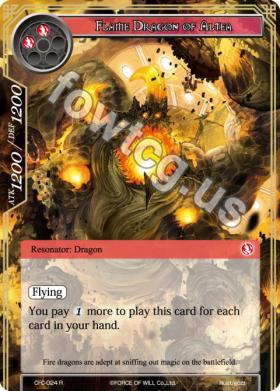 Flame Dragon of Altea
ATK 1200 / DEF 1200
fowtcg.us
Resonator: Dragon
Flying
You pay 1 more to play this card for each
card in your hand.
Fire dragons are adept at sniffing out magic on the battlefield.
CFC-024 R
©FORCE OF WILL Co.,Ltd.